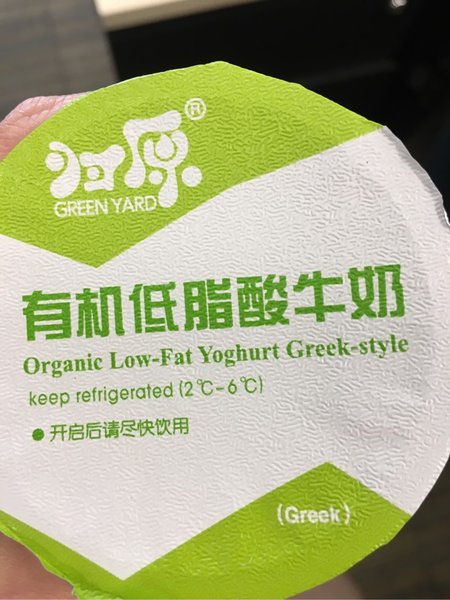 归原®
GREEN YARD
有机低脂酸牛奶
Organic Low-Fat Yoghurt Greek-style
keep refrigerated (2℃-6℃)
● 开启后请尽快饮用
(Greek)